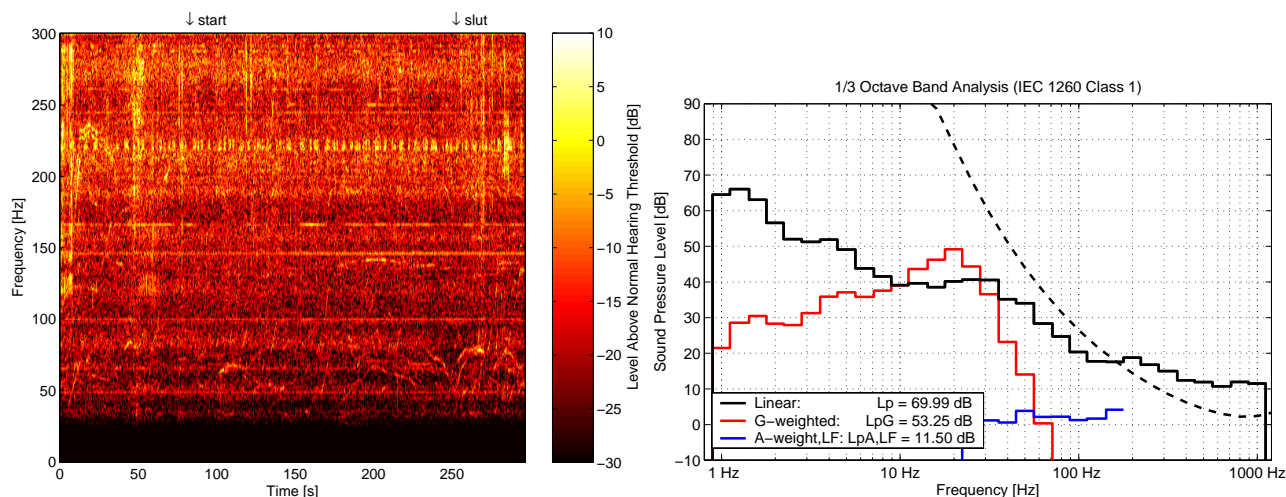 ↓ start ↓ slut
300
250
200
150
100
50
0
Frequency [Hz]
0 50 100 150 200 250
Time [s]
10
5
0
−5
−10
−15
−20
−25
−30
Level Above Normal Hearing Threshold [dB]
1/3 Octave Band Analysis (IEC 1260 Class 1)
90
80
70
60
50
40
30
20
10
0
−10
Sound Pressure Level [dB]
Linear: Lp = 69.99 dB
G−weighted: LpG = 53.25 dB
A−weight,LF: LpA,LF = 11.50 dB
1 Hz 10 Hz 100 Hz 1000 Hz
Frequency [Hz]